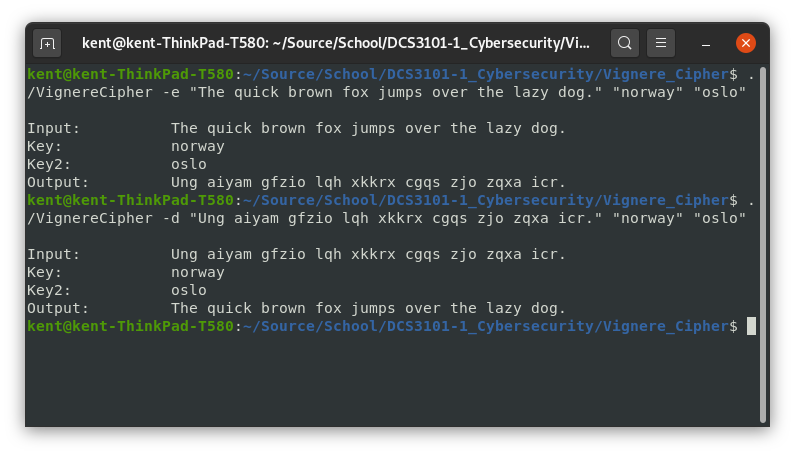 kent@kent-ThinkPad-T580: ~/Source/School/DCS3101-1_Cybersecurity/Vi...
kent@kent-ThinkPad-T580:~/Source/School/DCS3101-1_Cybersecurity/Vignere_Cipher$ .
/VignereCipher -e "The quick brown fox jumps over the lazy dog." "norway" "oslo"
Input: The quick brown fox jumps over the lazy dog.
Key: norway
Key2: oslo
Output: Ung aiyam gfzio lqh xkkrx cgqs zjo zqxa icr.
kent@kent-ThinkPad-T580:~/Source/School/DCS3101-1_Cybersecurity/Vignere_Cipher$ .
/VignereCipher -d "Ung aiyam gfzio lqh xkkrx cgqs zjo zqxa icr." "norway" "oslo"
Input: Ung aiyam gfzio lqh xkkrx cgqs zjo zqxa icr.
Key: norway
Key2: oslo
Output: The quick brown fox jumps over the lazy dog.
kent@kent-ThinkPad-T580:~/Source/School/DCS3101-1_Cybersecurity/Vignere_Cipher$